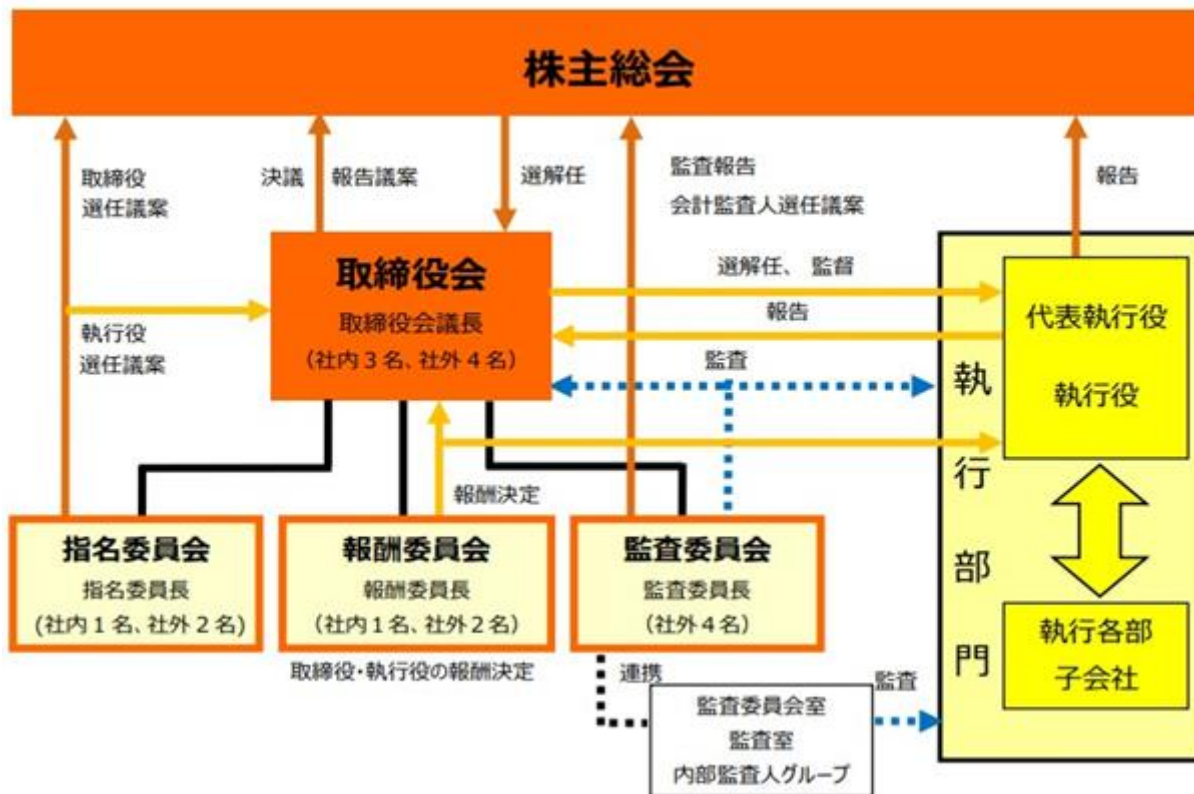 株主総会
取締役
選任議案
決議
報告議案
選解任
監査報告
会計監査人選任議案
報告
取締役会
取締役会議長
（社内３名、社外４名）
選解任、監督
報告
監査
執行役
選任議案
代表執行役
執行役
執行部門
報酬決定
指名委員会
指名委員長
(社内１名、社外２名)
報酬委員会
報酬委員長
（社内１名、社外２名）
監査委員会
監査委員長
（社外４名）
取締役・執行役の報酬決定
連携
監査
執行各部
子会社
監査委員会室
監査室
内部監査人グループ